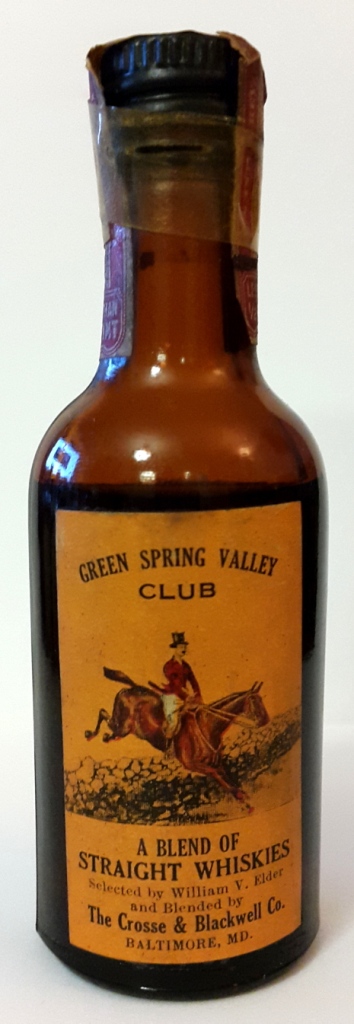 GREEN SPRING VALLEY
CLUB
A BLEND OF
STRAIGHT WHISKIES
Selected by William V. Elder
and Blended by
The Crosse & Blackwell Co.
BALTIMORE, MD.